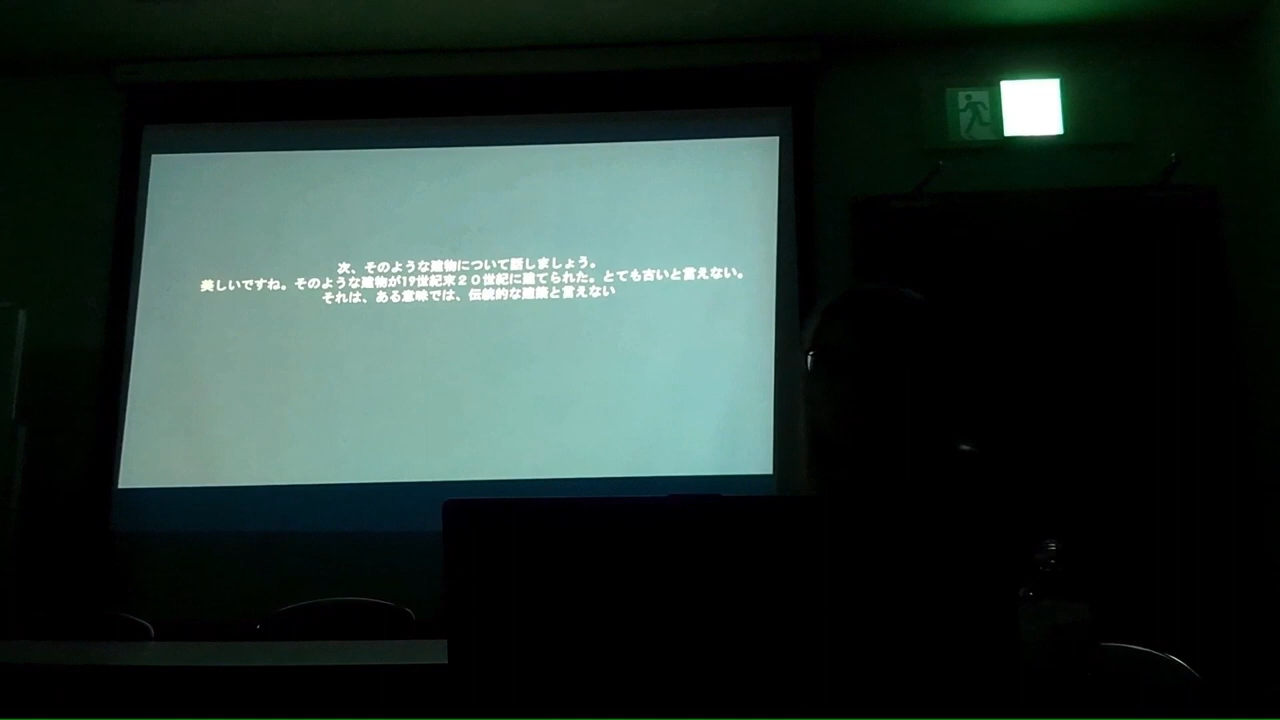 次、そのような建物について話しましょう。
美しいですね。そのような建物が19世紀末２０世紀に建てられた。とても古いと言えない。
それは、ある意味では、伝統的な建築と言えない